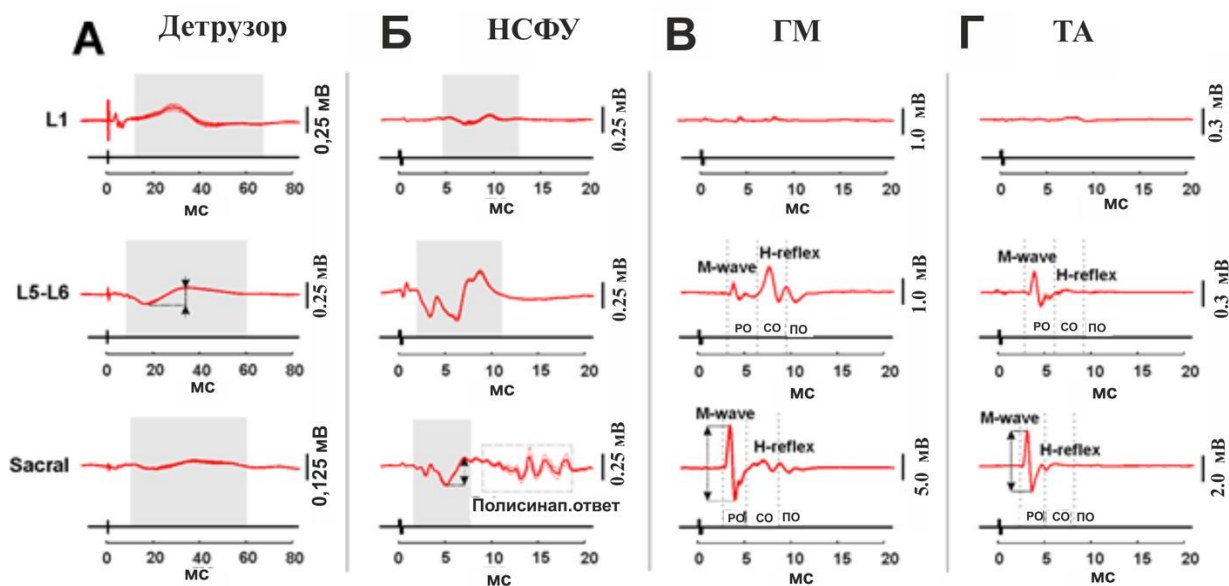 А Детрузор Б НСФУ В ГМ Г ТА
L1
0,25 мВ
0.25 мВ
1.0 мВ
0.3 мВ
0 20 40 60 80
0 5 10 15 20
0 5 10 15 20
0 5 10 15 20
мс мс мс мс
L5-L6
M-wave H-reflex
M-wave H-reflex
0.25 мВ
0.25 мВ
1.0 мВ
0.3 мВ
РО СО ПО
РО СО ПО
0 20 40 60 80
0 5 10 15 20
0 5 10 15 20
0 5 10 15 20
мс мс мс мс
Sacral
Полисинап.ответ
M-wave H-reflex
M-wave H-reflex
0,125 мВ
0.25 мВ
5.0 мВ
2.0 мВ
РО СО ПО
РО СО ПО
0 20 40 60 80
0 5 10 15 20
0 5 10 15 20
0 5 10 15 20
мс мс мс мс